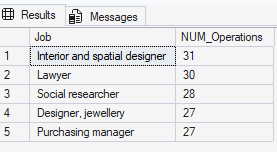 Results Messages
Job NUM_Operations
1 Interior and spatial designer 31
2 Lawyer 30
3 Social researcher 28
4 Designer, jewellery 27
5 Purchasing manager 27